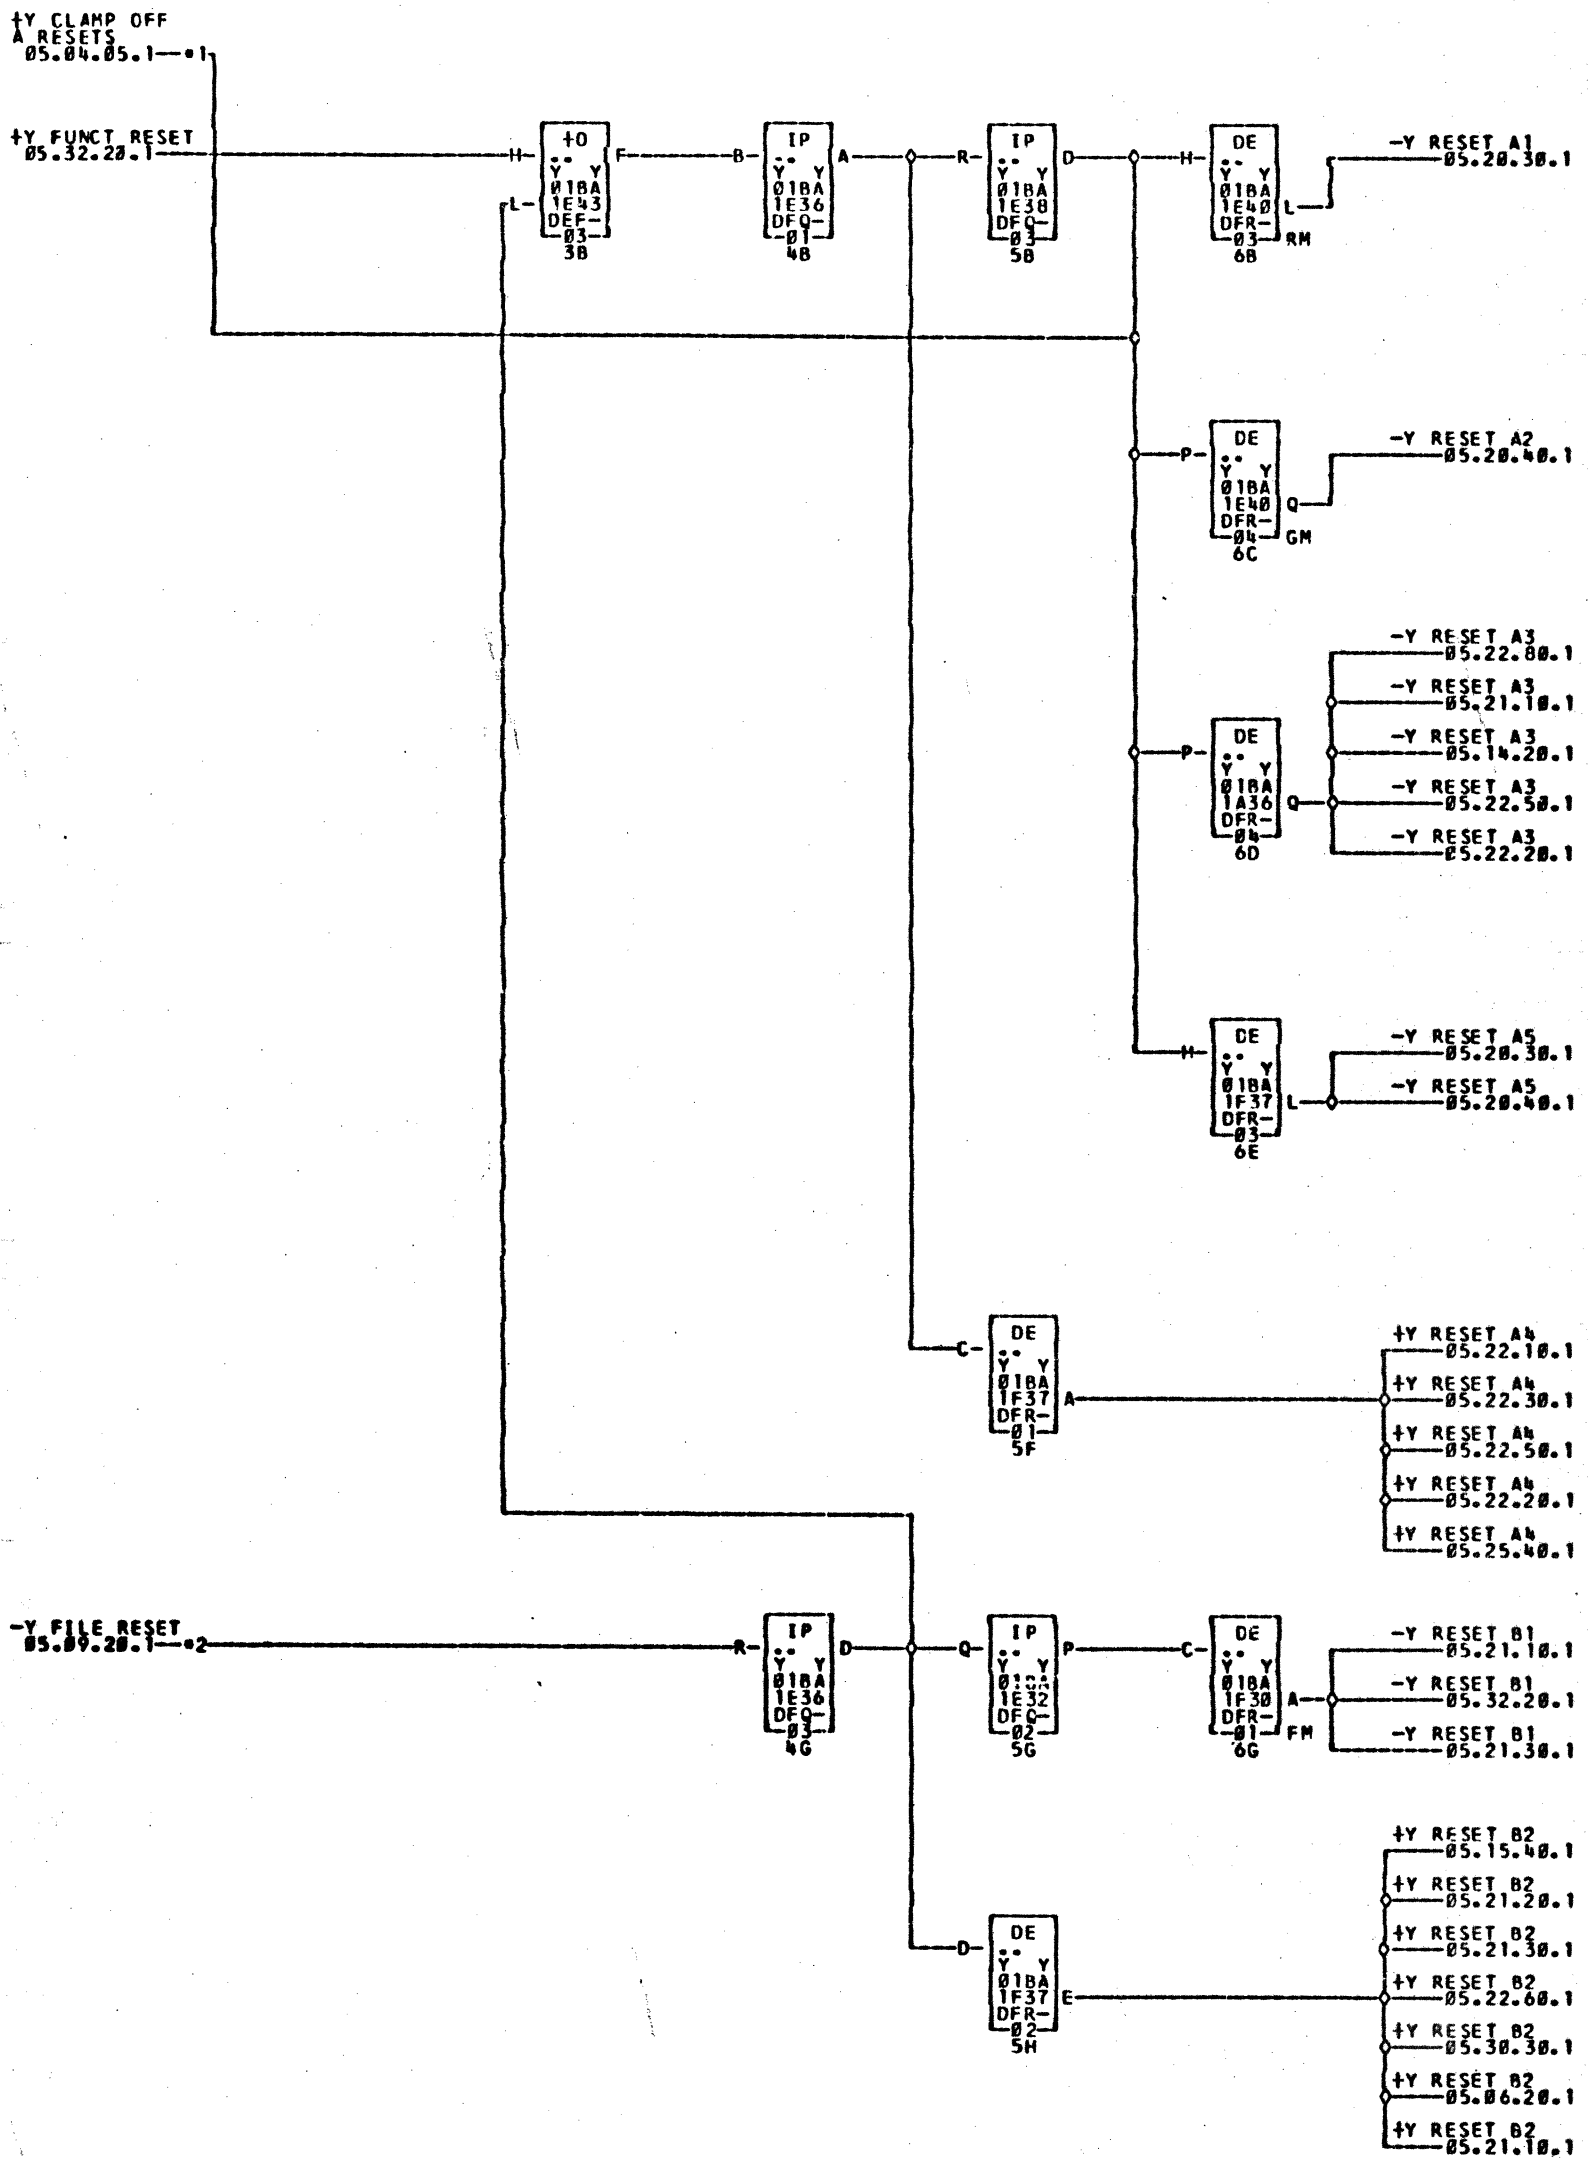 +Y CLAMP OFF
A RESETS
05.04.05.1—*1
+Y FUNCT RESET
05.32.20.1
H
L
+O
..
Y Y
01BA
1E43
DEF-
03
3B
F
B
IP
..
Y Y
01BA
1E36
DFQ-
01
4B
A
R
IP
..
Y Y
01BA
1E38
DFQ-
03
5B
D
H
DE
..
Y Y
01BA
1E40
DFR-
03
6B
L
RM
-Y RESET A1
05.20.30.1
P
DE
..
Y Y
01BA
1E40
DFR-
04
6C
Q
GM
-Y RESET A2
05.20.40.1
P
DE
..
Y Y
01BA
1A36
DFR-
04
6D
Q
-Y RESET A3
05.22.80.1
-Y RESET A3
05.21.10.1
-Y RESET A3
05.14.20.1
-Y RESET A3
05.22.50.1
-Y RESET A3
05.22.20.1
H
DE
..
Y Y
01BA
1F37
DFR-
03
6E
L
-Y RESET A5
05.20.30.1
-Y RESET A5
05.20.40.1
C
DE
..
Y Y
01BA
1F37
DFR-
01
5F
A
+Y RESET A4
05.22.10.1
+Y RESET A4
05.22.30.1
+Y RESET A4
05.22.50.1
+Y RESET A4
05.22.20.1
+Y RESET A4
05.25.40.1
-Y FILE RESET
05.09.20.1—*2
R
IP
..
Y Y
01BA
1E36
DFQ-
03
4G
D
Q
IP
..
Y Y
1E32
DFQ-
02
5G
P
C
DE
..
Y Y
01BA
1F30
DFR-
01
6G
A
FM
-Y RESET B1
05.21.10.1
-Y RESET B1
05.32.20.1
-Y RESET B1
05.21.30.1
D
DE
..
Y Y
01BA
1F37
DFR-
02
5H
E
+Y RESET B2
05.15.40.1
+Y RESET B2
05.21.20.1
+Y RESET B2
05.21.30.1
+Y RESET B2
05.22.60.1
+Y RESET B2
05.30.30.1
+Y RESET B2
05.06.20.1
+Y RESET B2
05.21.10.1